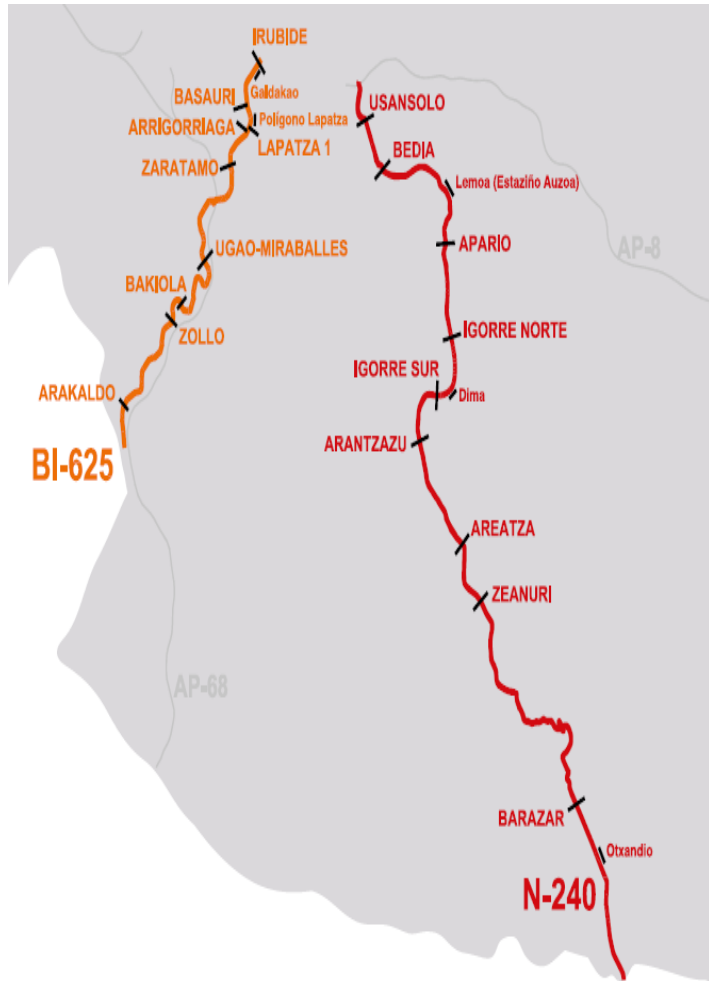 IRUBIDE
Galdakao
BASAURI
Polígono Lapatza
ARRIGORRIAGA
LAPATZA 1
ZARATAMO
UGAO-MIRABALLES
BAKIOLA
ZOLLO
ARAKALDO
BI-625
AP-68
USANSOLO
BEDIA
Lemoa (Estaziño Auzoa)
APARIO
AP-8
IGORRE NORTE
IGORRE SUR
Dima
ARANTZAZU
AREATZA
ZEANURI
BARAZAR
Otxandio
N-240